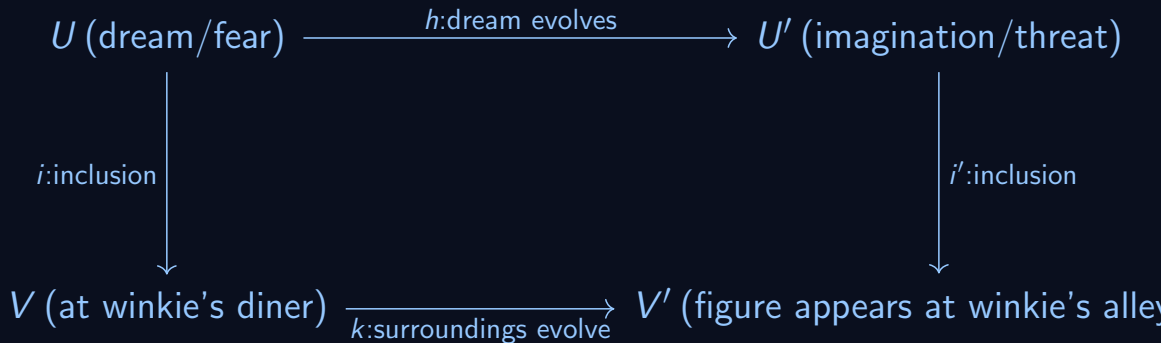 U (dream/fear)
h:dream evolves
U′ (imagination/threat)
i:inclusion
i′:inclusion
V (at winkie's diner)
k:surroundings evolve
V′ (figure appears at winkie's alley